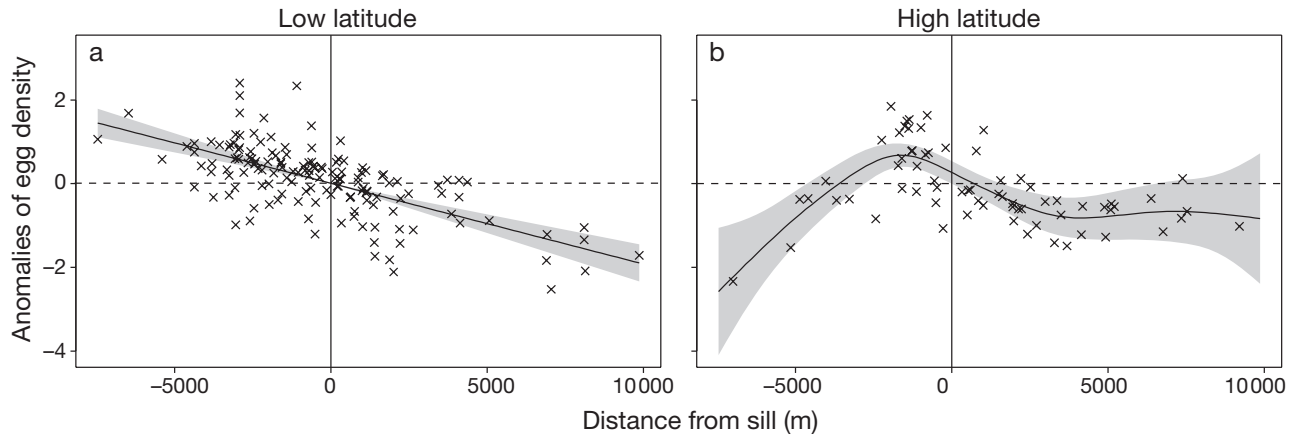 Low latitude
High latitude
a
b
Anomalies of egg density
2
0
−2
−4
−5000 0 5000 10000
−5000 0 5000 10000
Distance from sill (m)